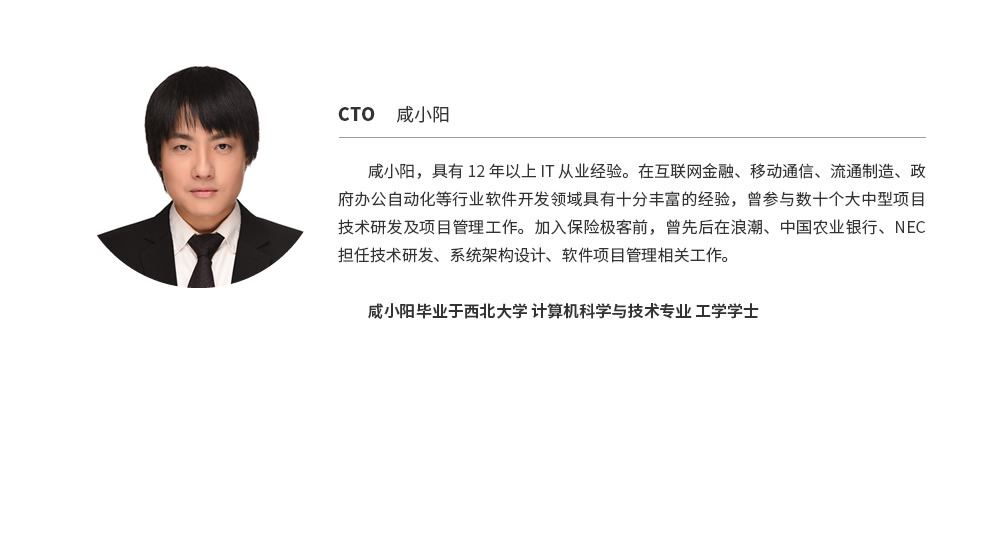 CTO 咸小阳
咸小阳，具有 12 年以上 IT 从业经验。在互联网金融、移动通信、流通制造、政
府办公自动化等行业软件开发领域具有十分丰富的经验，曾参与数十个大中型项目
技术研发及项目管理工作。加入保险极客前，曾先后在浪潮、中国农业银行、NEC
担任技术研发、系统架构设计、软件项目管理相关工作。
咸小阳毕业于西北大学 计算机科学与技术专业 工学学士